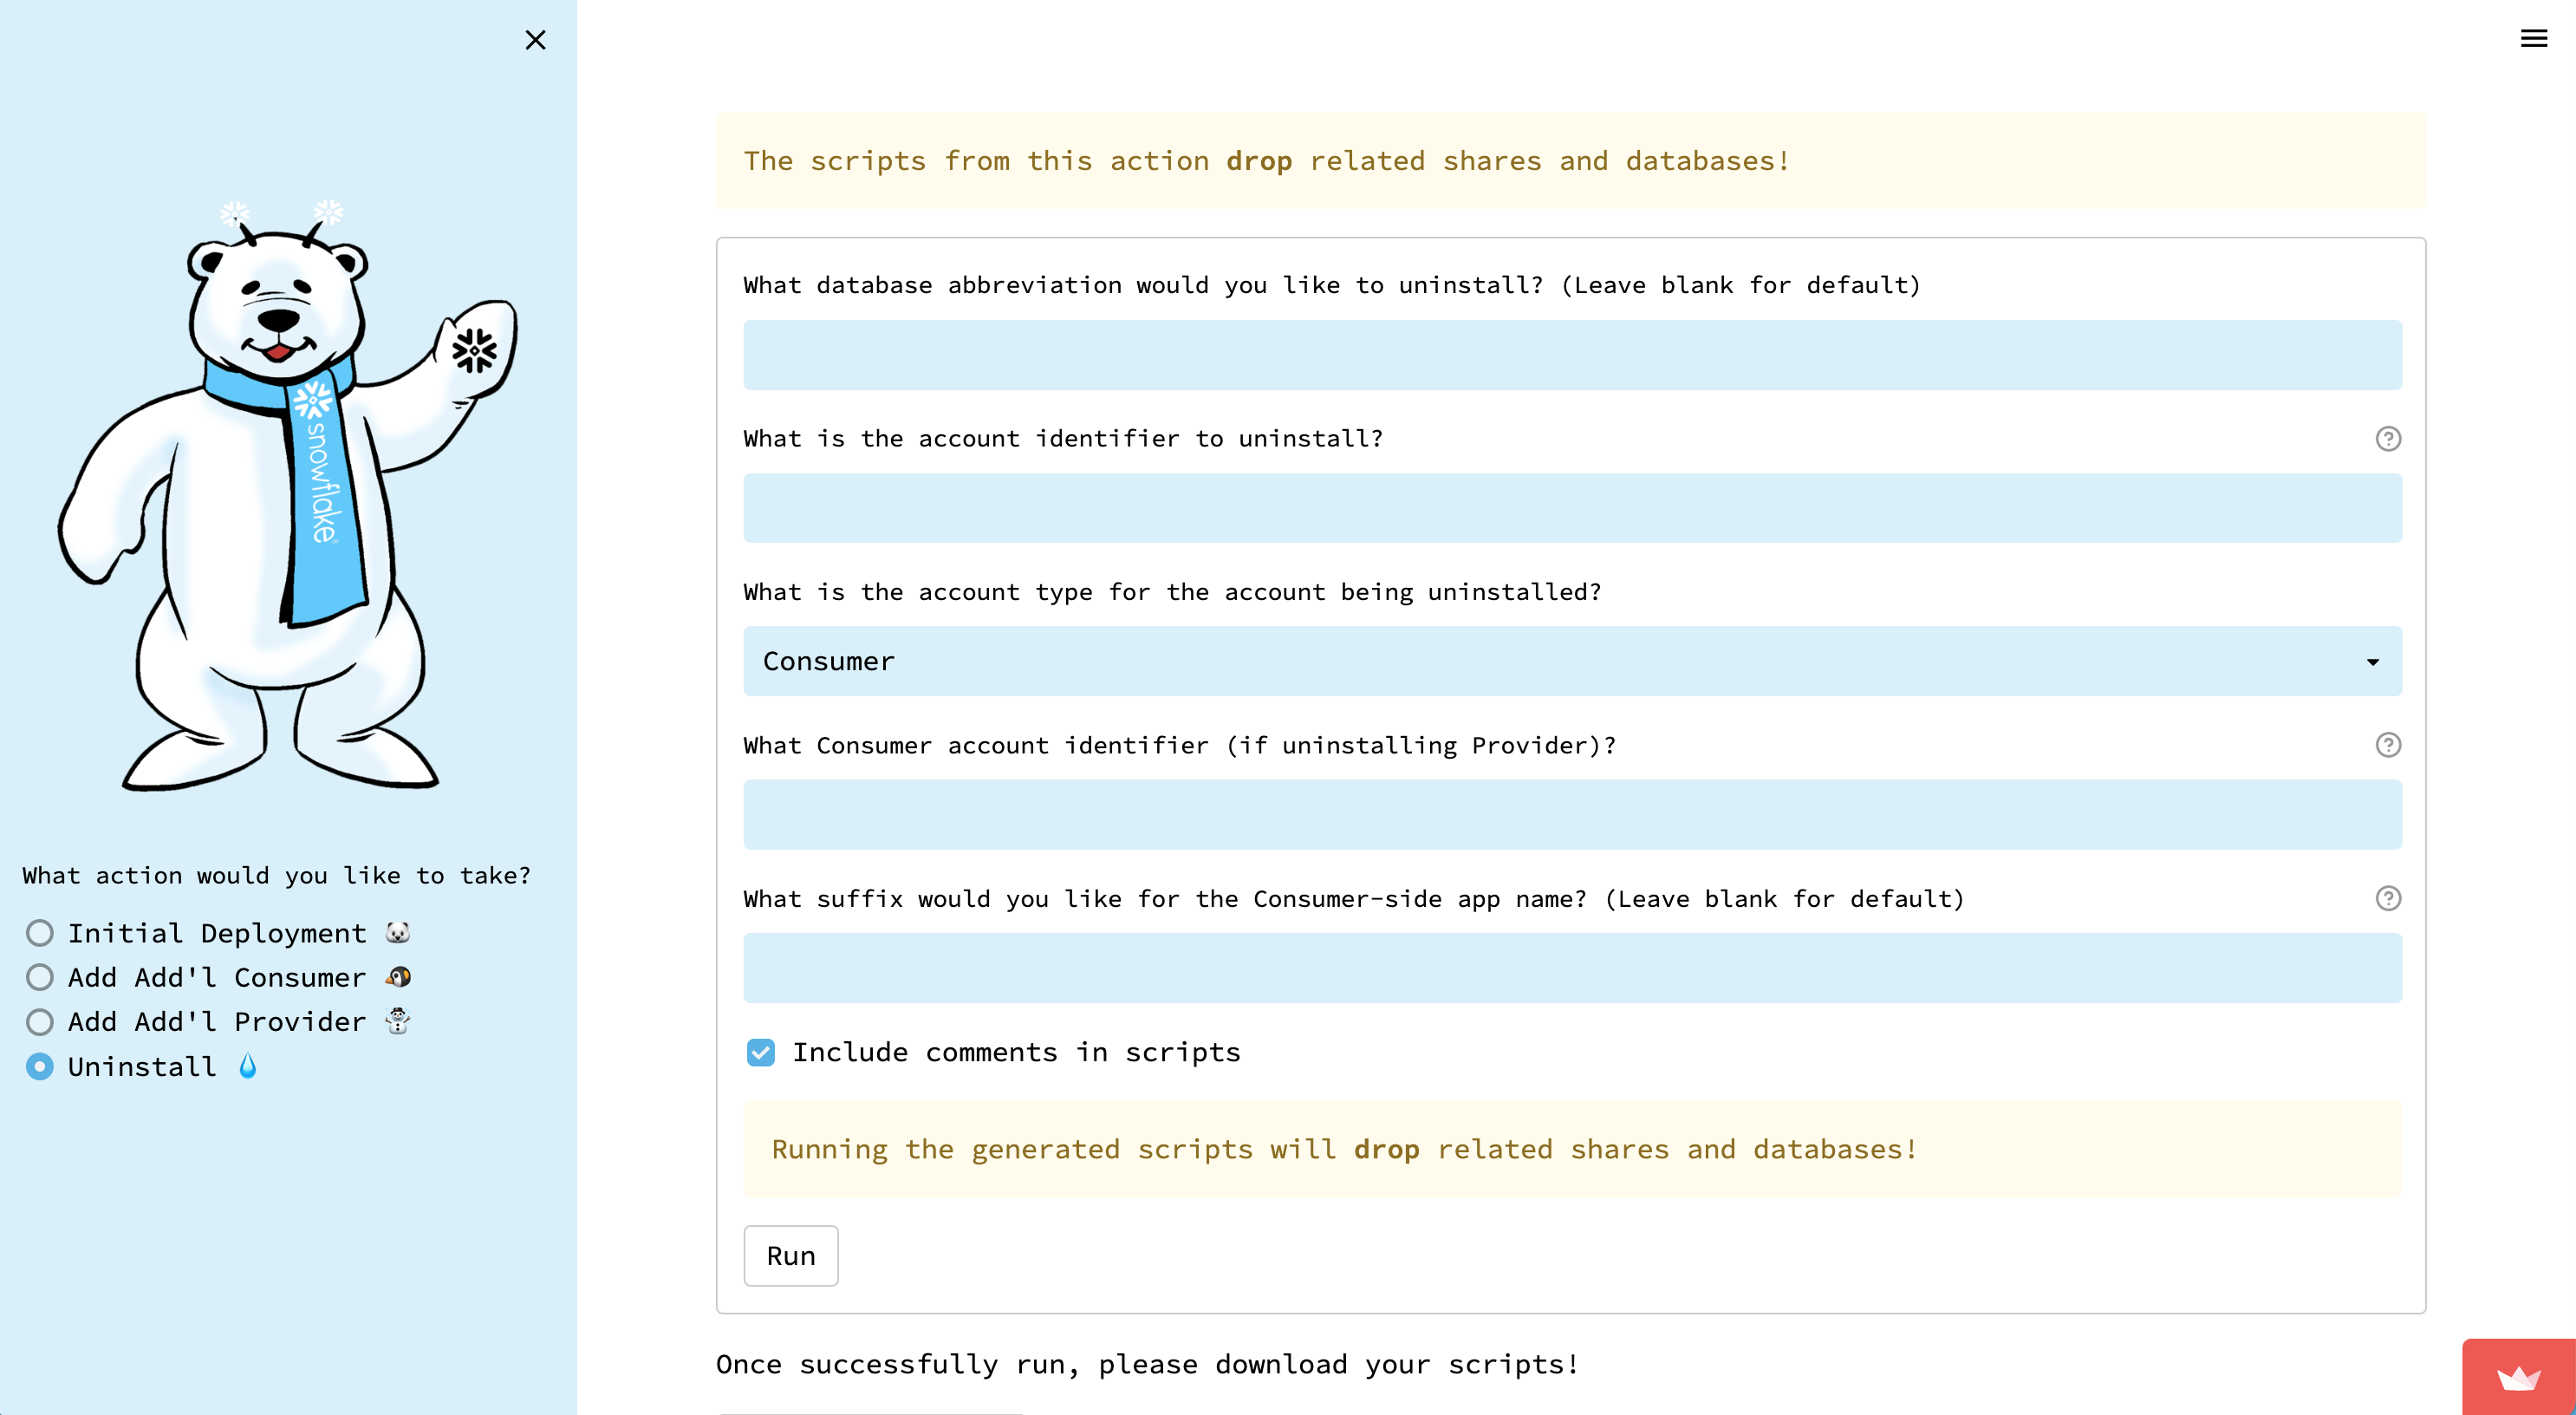 snowflake
What action would you like to take?
Initial Deployment
Add Add'l Consumer
Add Add'l Provider
Uninstall
The scripts from this action drop related shares and databases!
What database abbreviation would you like to uninstall? (Leave blank for default)
What is the account identifier to uninstall?
What is the account type for the account being uninstalled?
Consumer
What Consumer account identifier (if uninstalling Provider)?
What suffix would you like for the Consumer-side app name? (Leave blank for default)
Include comments in scripts
Running the generated scripts will drop related shares and databases!
Run
Once successfully run, please download your scripts!